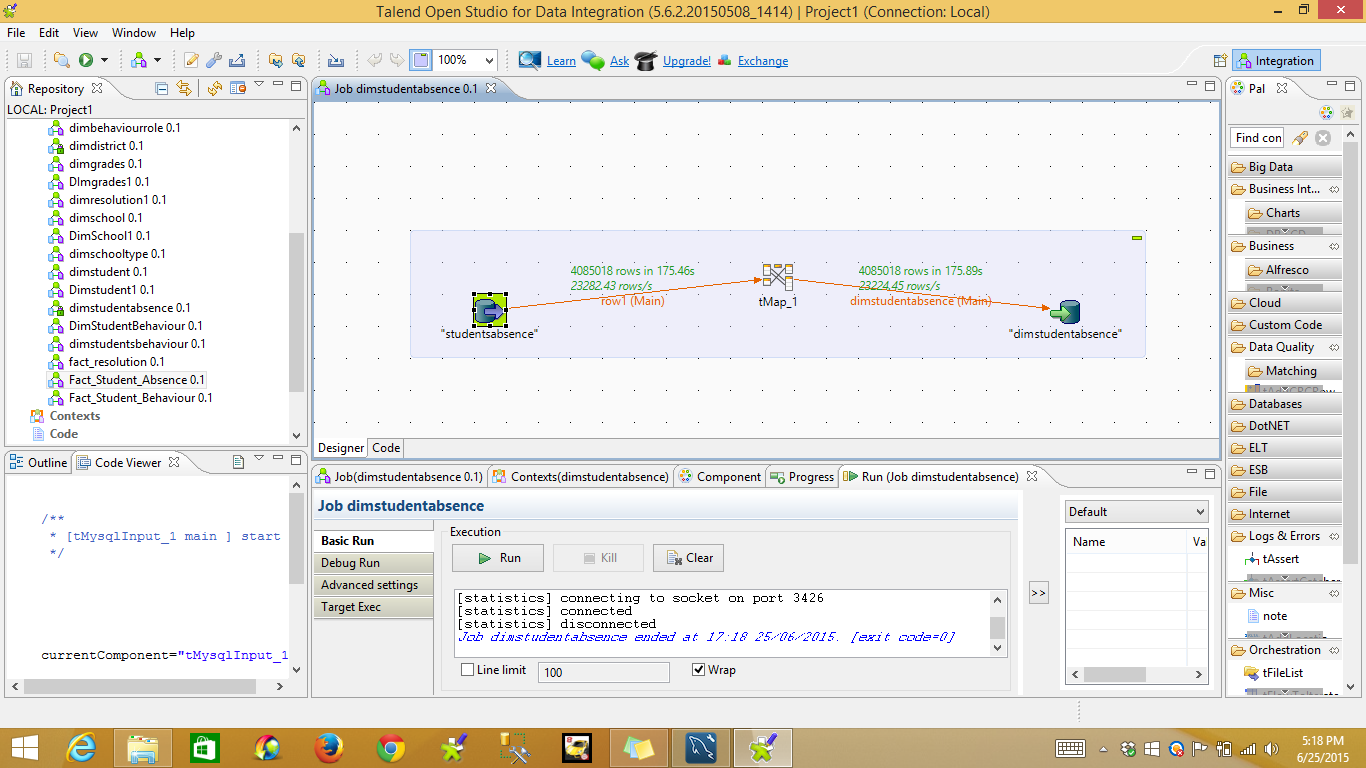 Talend Open Studio for Data Integration (5.6.2.20150508_1414) | Project1 (Connection: Local)
File Edit View Window Help
100%
Learn Ask Upgrade! Exchange
Integration
Repository
LOCAL: Project1
dimbehaviourrole 0.1
dimdistrict 0.1
dimgrades 0.1
DImgrades1 0.1
dimresolution1 0.1
dimschool 0.1
DimSchool1 0.1
dimschooltype 0.1
dimstudent 0.1
Dimstudent1 0.1
dimstudentabsence 0.1
DimStudentBehaviour 0.1
dimstudentsbehaviour 0.1
fact_resolution 0.1
Fact_Student_Absence 0.1
Fact_Student_Behaviour 0.1
Contexts
Code
Job dimstudentabsence 0.1
4085018 rows in 175.46s
23282.43 rows/s
row1 (Main)
4085018 rows in 175.89s
23224.45 rows/s
dimstudentabsence (Main)
"studentsabsence"
tMap_1
"dimstudentabsence"
Designer Code
Pal
Find con
Big Data
Business Int...
Charts
Business
Alfresco
Cloud
Custom Code
Data Quality
Matching
Databases
DotNET
ELT
ESB
File
Internet
Logs & Errors
tAssert
Misc
note
Orchestration
tFileList
Outline Code Viewer
/**
* [tMysqlInput_1 main ] start
*/
currentComponent="tMysqlInput_1
Job(dimstudentabsence 0.1) Contexts(dimstudentabsence) Component Progress Run (Job dimstudentabsence)
Job dimstudentabsence
Basic Run
Debug Run
Advanced settings
Target Exec
Execution
Run Kill Clear
[statistics] connecting to socket on port 3426
[statistics] connected
[statistics] disconnected
Job dimstudentabsence ended at 17:18 25/06/2015. [exit code=0]
Line limit 100 Wrap
>>
Default
Name Va
5:18 PM
6/25/2015